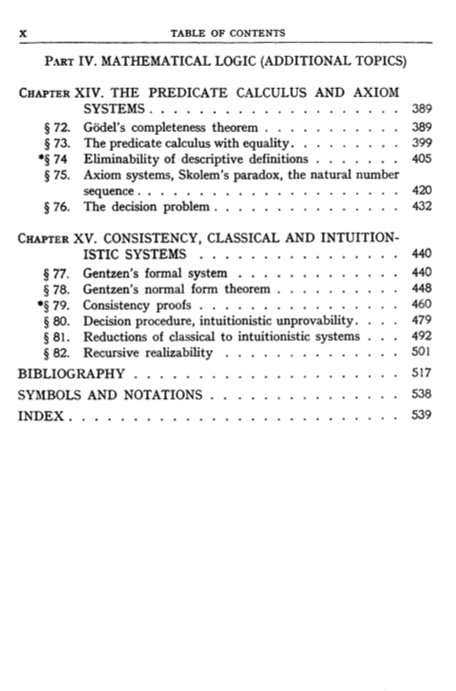 X TABLE OF CONTENTS
PART IV. MATHEMATICAL LOGIC (ADDITIONAL TOPICS)
CHAPTER XIV. THE PREDICATE CALCULUS AND AXIOM
SYSTEMS . . . . . . . . . . . . . . . . . . . . 389
§ 72. Gödel's completeness theorem . . . . . . . . . . . 389
§ 73. The predicate calculus with equality. . . . . . . . . 399
*§ 74 Eliminability of descriptive definitions . . . . . . . 405
§ 75. Axiom systems, Skolem's paradox, the natural number
sequence . . . . . . . . . . . . . . . . . . . . . 420
§ 76. The decision problem . . . . . . . . . . . . . . . 432
CHAPTER XV. CONSISTENCY, CLASSICAL AND INTUITION-
ISTIC SYSTEMS . . . . . . . . . . . . . . . . 440
§ 77. Gentzen's formal system . . . . . . . . . . . . . 440
§ 78. Gentzen's normal form theorem . . . . . . . . . . 448
*§ 79. Consistency proofs . . . . . . . . . . . . . . . . 460
§ 80. Decision procedure, intuitionistic unprovability. . . . 479
§ 81. Reductions of classical to intuitionistic systems . . . 492
§ 82. Recursive realizability . . . . . . . . . . . . . . 501
BIBLIOGRAPHY . . . . . . . . . . . . . . . . . . . . . 517
SYMBOLS AND NOTATIONS . . . . . . . . . . . . . . . 538
INDEX . . . . . . . . . . . . . . . . . . . . . . . . . . 539